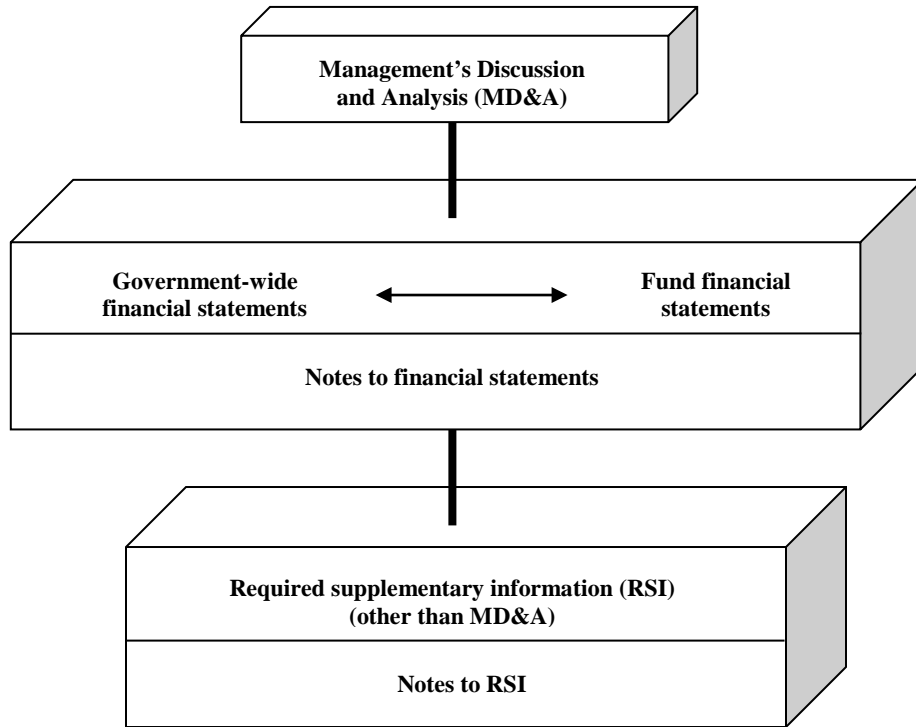 Management’s Discussion
and Analysis (MD&A)
Government-wide
financial statements
Fund financial
statements
Notes to financial statements
Required supplementary information (RSI)
(other than MD&A)
Notes to RSI